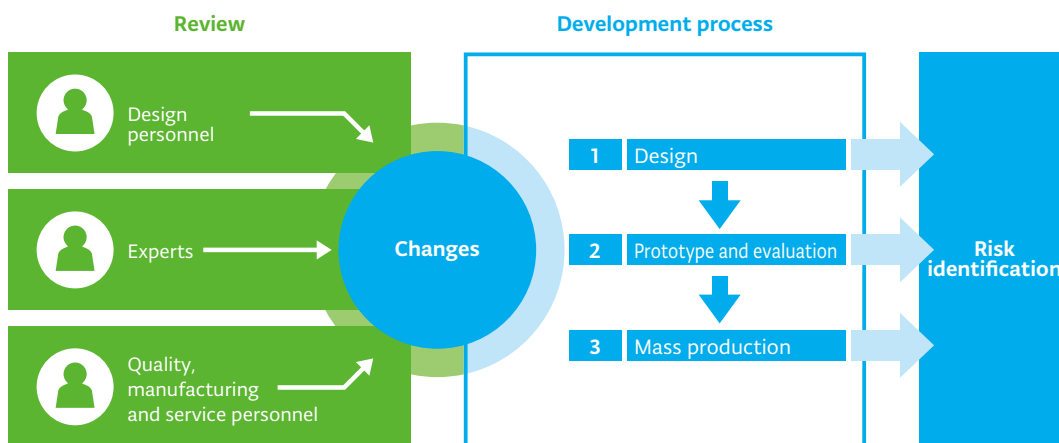 Review
Development process
Design
personnel
Experts
Quality,
manufacturing
and service personnel
Changes
1 Design
2 Prototype and evaluation
3 Mass production
Risk
identification